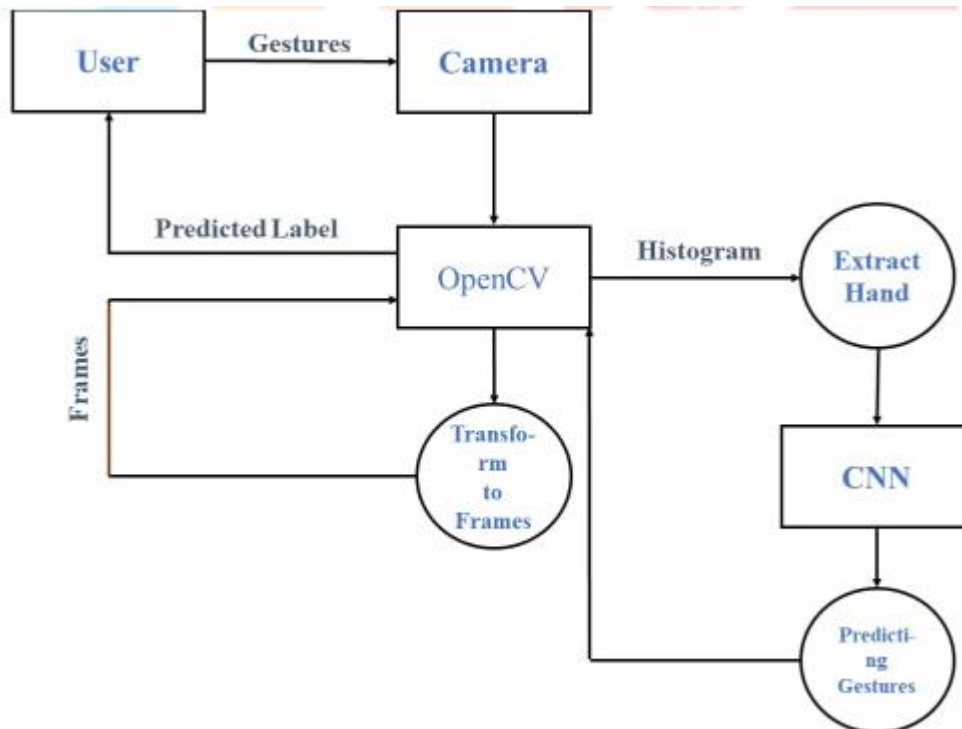 Gestures
User
Camera
Predicted Label
OpenCV
Histogram
Extract
Hand
Frames
Transfo-
rm
to
Frames
CNN
Predicti-
ng
Gestures